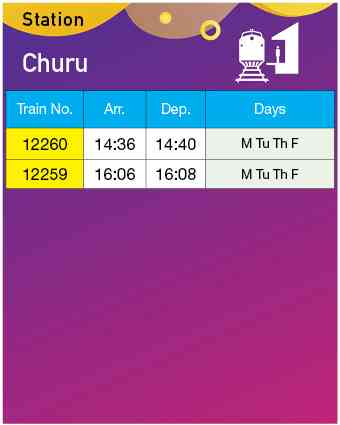 Station
Churu
Train No. Arr. Dep. Days
12260 14:36 14:40 M Tu Th F
12259 16:06 16:08 M Tu Th F